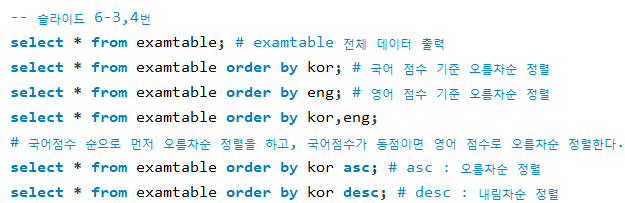 -- 슬라이드 6-3,4번
select * from examtable; # examtable 전체 데이터 출력
select * from examtable order by kor; # 국어 점수 기준 오름차순 정렬
select * from examtable order by eng; # 영어 점수 기준 오름차순 정렬
select * from examtable order by kor,eng;
# 국어점수 순으로 먼저 오름차순 정렬을 하고, 국어점수가 동점이면 영어 점수로 오름차순 정렬한다.
select * from examtable order by kor asc; # asc : 오름차순 정렬
select * from examtable order by kor desc; # desc : 내림차순 정렬